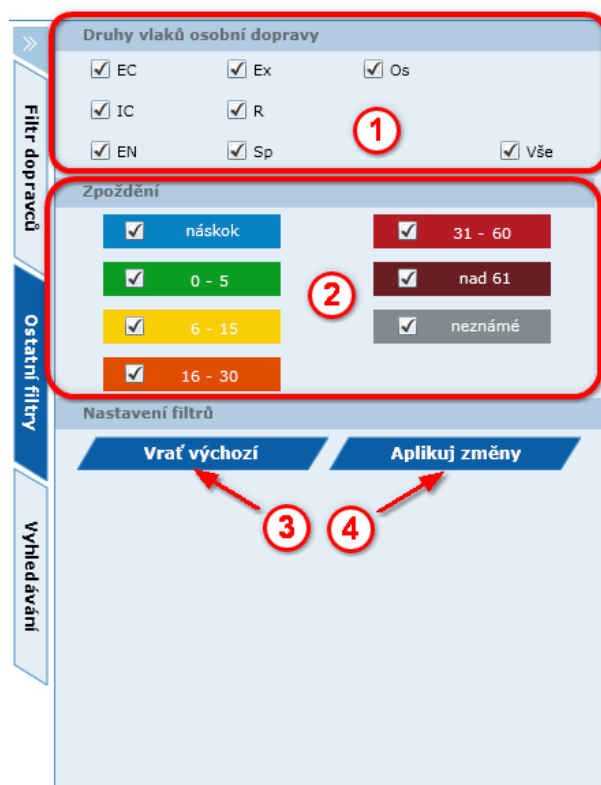 »
Druhy vlaků osobní dopravy
EC Ex Os
IC R
EN Sp Vše
1
Zpoždění
náskok 31 - 60
0 - 5 nad 61
6 - 15 neznámé
16 - 30
2
Nastavení filtrů
Vrať výchozí Aplikuj změny
3 4
Filtr dopravců
Ostatní filtry
Vyhledávání